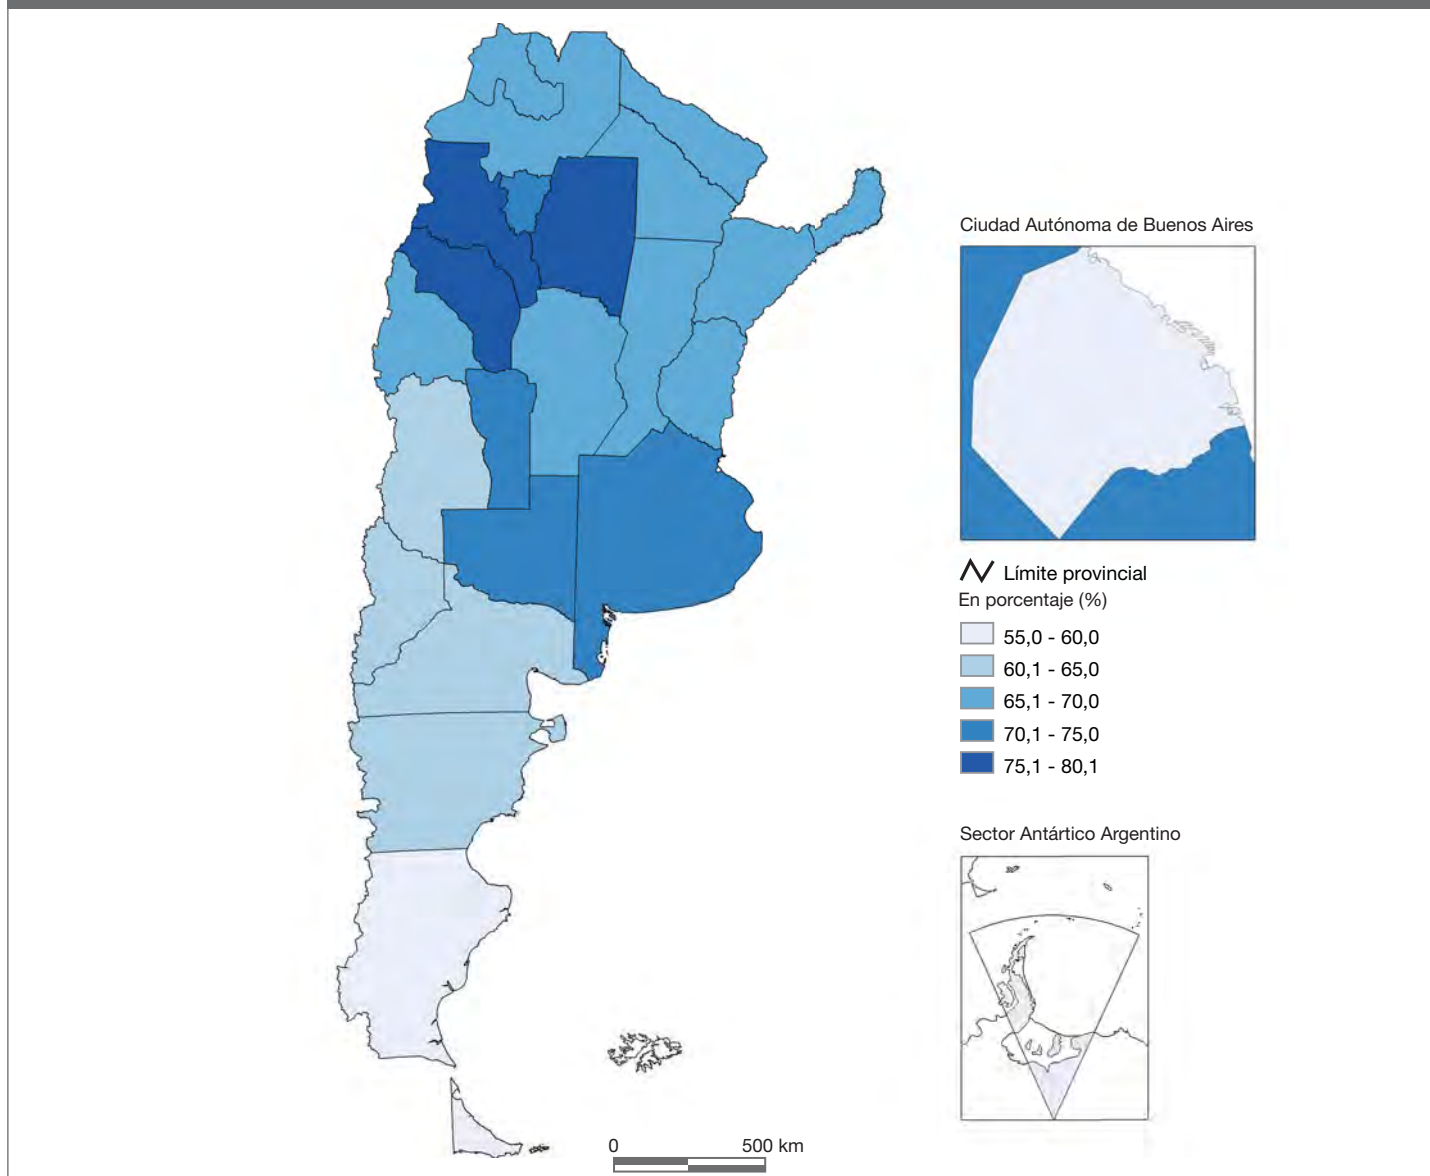 Ciudad Autónoma de Buenos Aires
Límite provincial
En porcentaje (%)
55,0 - 60,0
60,1 - 65,0
65,1 - 70,0
70,1 - 75,0
75,1 - 80,1
Sector Antártico Argentino
0 500 km